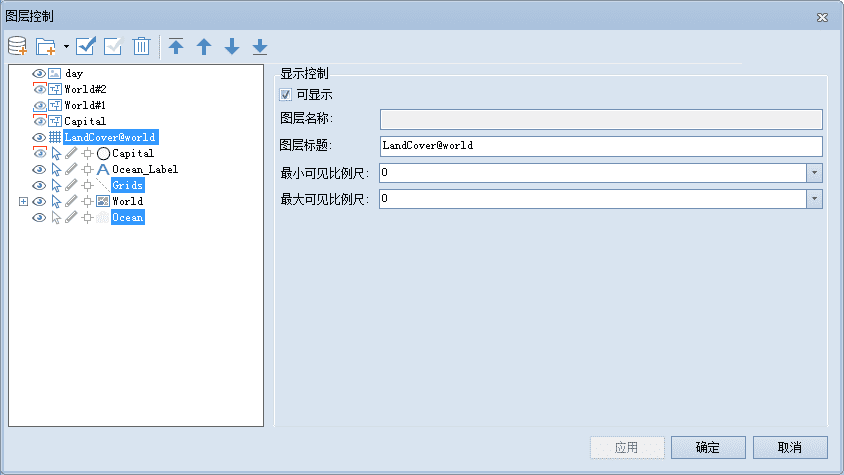 图层控制
day
World#2
World#1
Capital
LandCover@world
Capital
Ocean_Label
Grids
World
Ocean
显示控制
可显示
图层名称:
图层标题: LandCover@world
最小可见比例尺: 0
最大可见比例尺: 0
应用 确定 取消